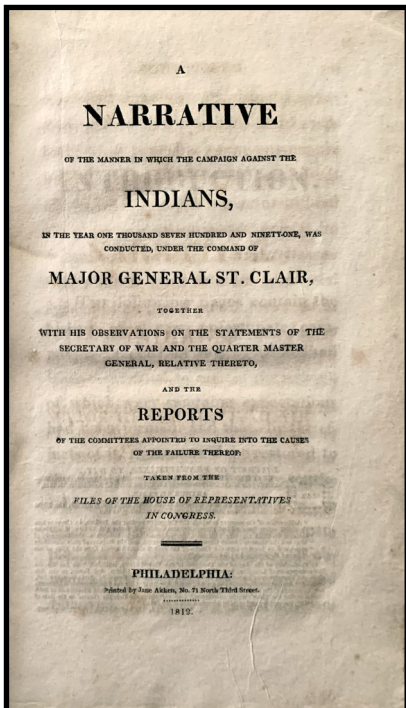 A
NARRATIVE
OF THE MANNER IN WHICH THE CAMPAIGN AGAINST THE
INDIANS,
IN THE YEAR ONE THOUSAND SEVEN HUNDRED AND NINETY-ONE, WAS
CONDUCTED, UNDER THE COMMAND OF
MAJOR GENERAL ST. CLAIR,
TOGETHER
WITH HIS OBSERVATIONS ON THE STATEMENTS OF THE
SECRETARY OF WAR AND THE QUARTER MASTER
GENERAL, RELATIVE THERETO,
AND THE
REPORTS
OF THE COMMITTEES APPOINTED TO INQUIRE INTO THE CAUSES
OF THE FAILURE THEREOF:
TAKEN FROM THE
FILES OF THE HOUSE OF REPRESENTATIVES
IN CONGRESS.
PHILADELPHIA:
Printed by Jane Aitken, No. 71 North Third Street.
1812.